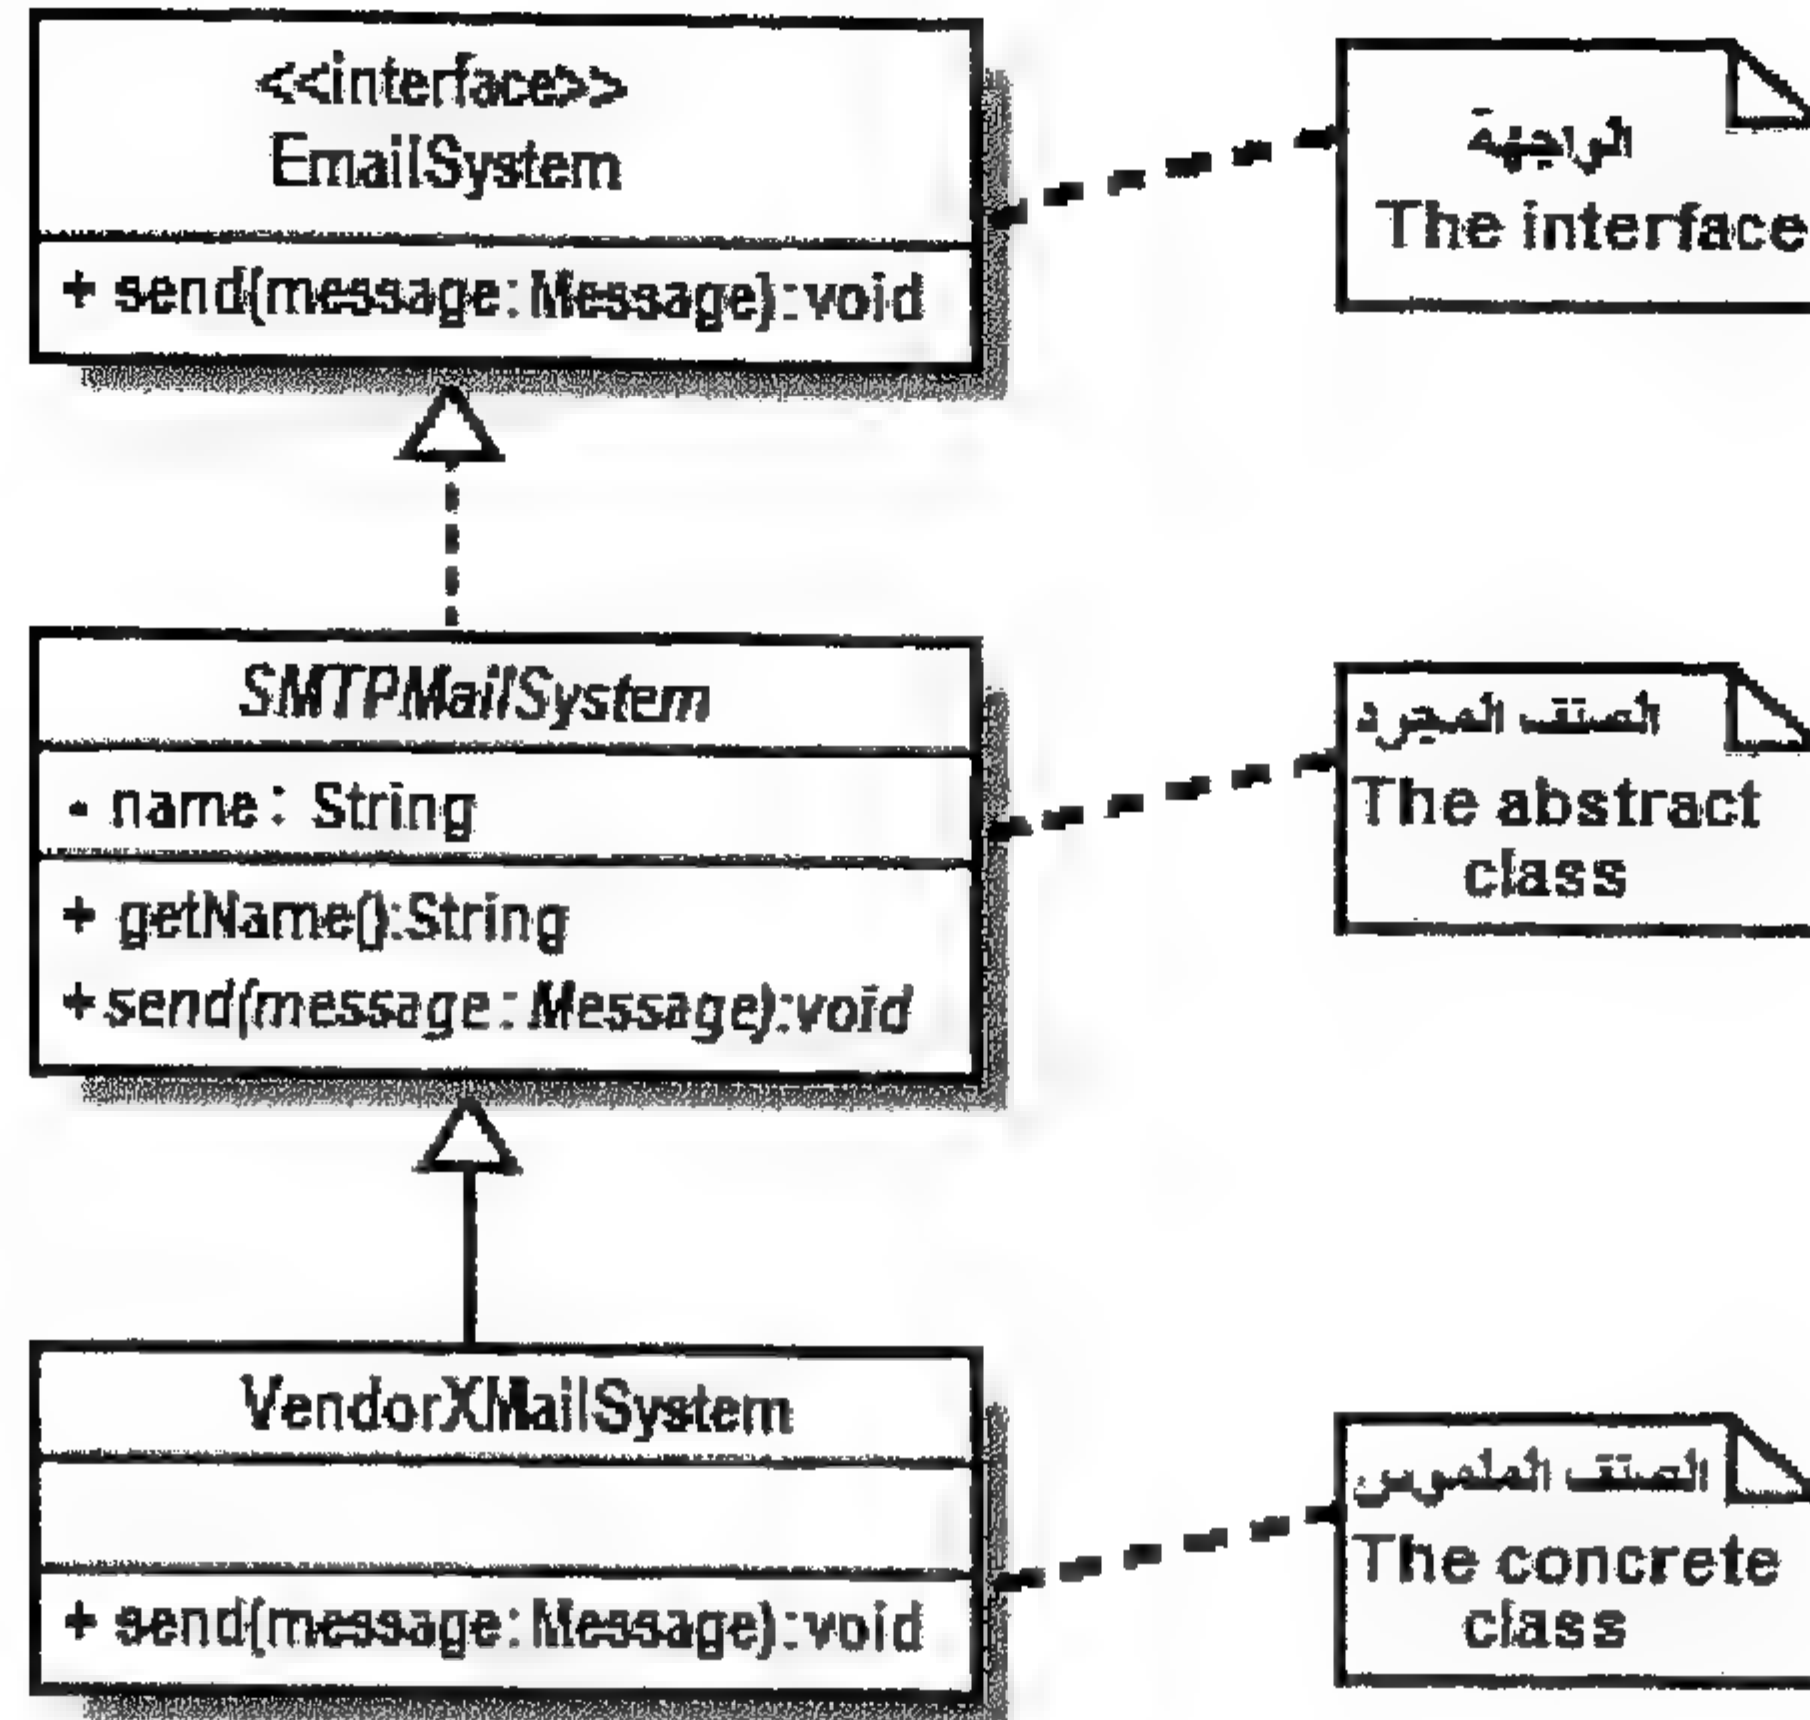 <<interface>>
EmailSystem
+ send(message:Message):void
الواجهة
The interface
SMTPMailSystem
- name: String
+ getName():String
+ send(message: Message):void
الصنف المجرد
The abstract
class
VendorXMailSystem
+ send(message:Message):void
الصنف الملموس
The concrete
class